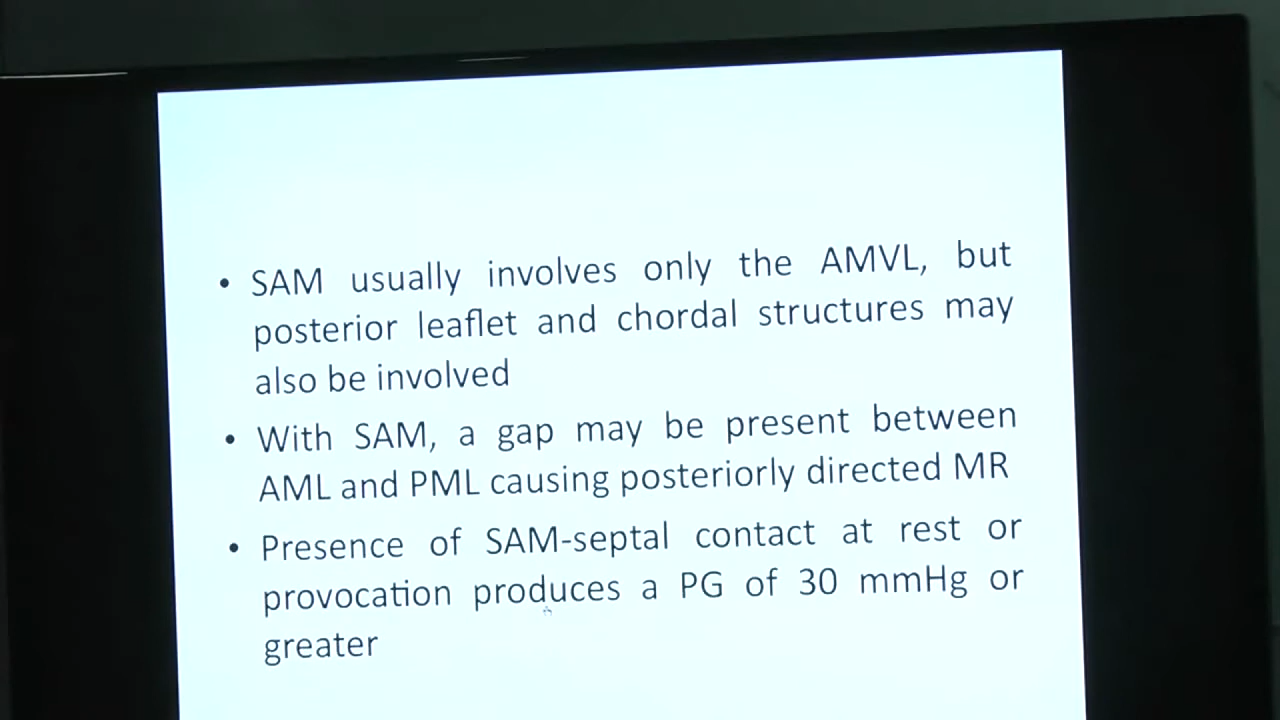 • SAM usually involves only the AMVL, but
posterior leaflet and chordal structures may
also be involved
• With SAM, a gap may be present between
AML and PML causing posteriorly directed MR
• Presence of SAM-septal contact at rest or
provocation produces a PG of 30 mmHg or
greater